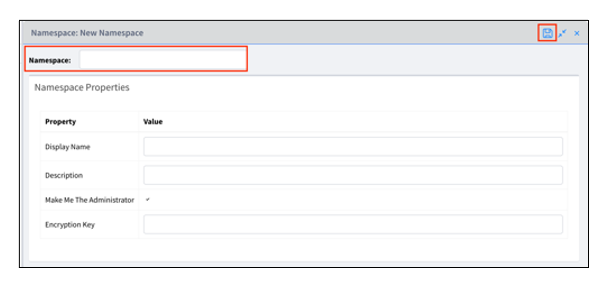 Namespace: New Namespace
Namespace:
Namespace Properties
Property Value
Display Name
Description
Make Me The Administrator
Encryption Key